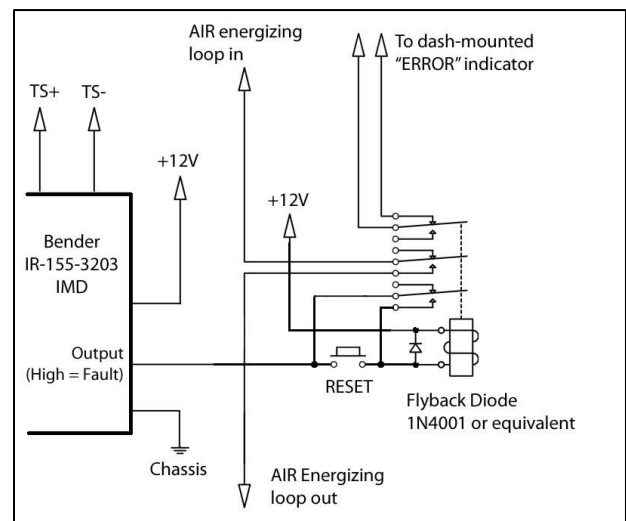 AIR energizing
loop in
To dash-mounted
“ERROR” indicator
TS+
TS-
+12V
+12V
Bender
IR-155-3203
IMD
Output
(High = Fault)
RESET
Flyback Diode
1N4001 or equivalent
Chassis
AIR Energizing
loop out